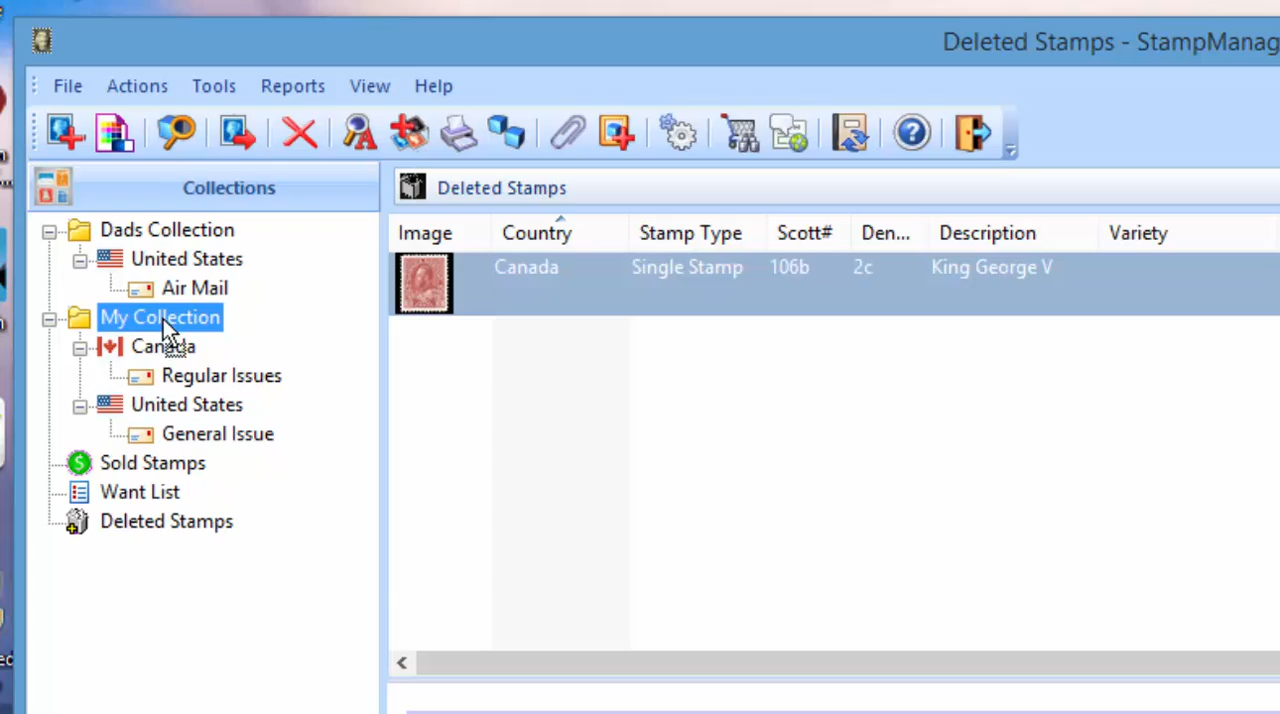 Deleted Stamps - StampManag
File Actions Tools Reports View Help
Collections
Deleted Stamps
Image Country Stamp Type Scott# Den... Description Variety
Canada Single Stamp 106b 2c King George V
Dads Collection
United States
Air Mail
My Collection
Canada
Regular Issues
United States
General Issue
Sold Stamps
Want List
Deleted Stamps